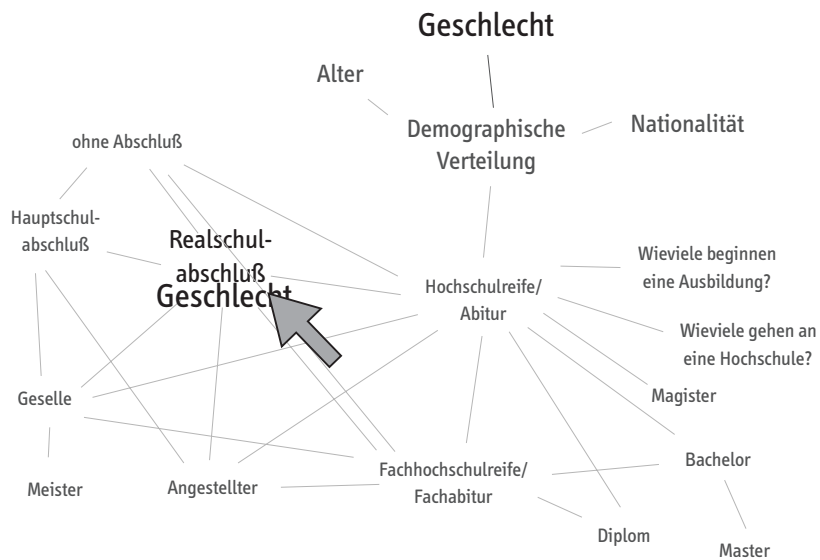 Geschlecht
Alter
Demographische
Verteilung
Nationalität
ohne Abschluß
Hauptschul-
abschluß
Realschul-
abschluß
Geschlecht
Hochschulreife/
Abitur
Wieviele beginnen
eine Ausbildung?
Wieviele gehen an
eine Hochschule?
Geselle
Magister
Meister
Angestellter
Fachhochschulreife/
Fachabitur
Bachelor
Diplom
Master